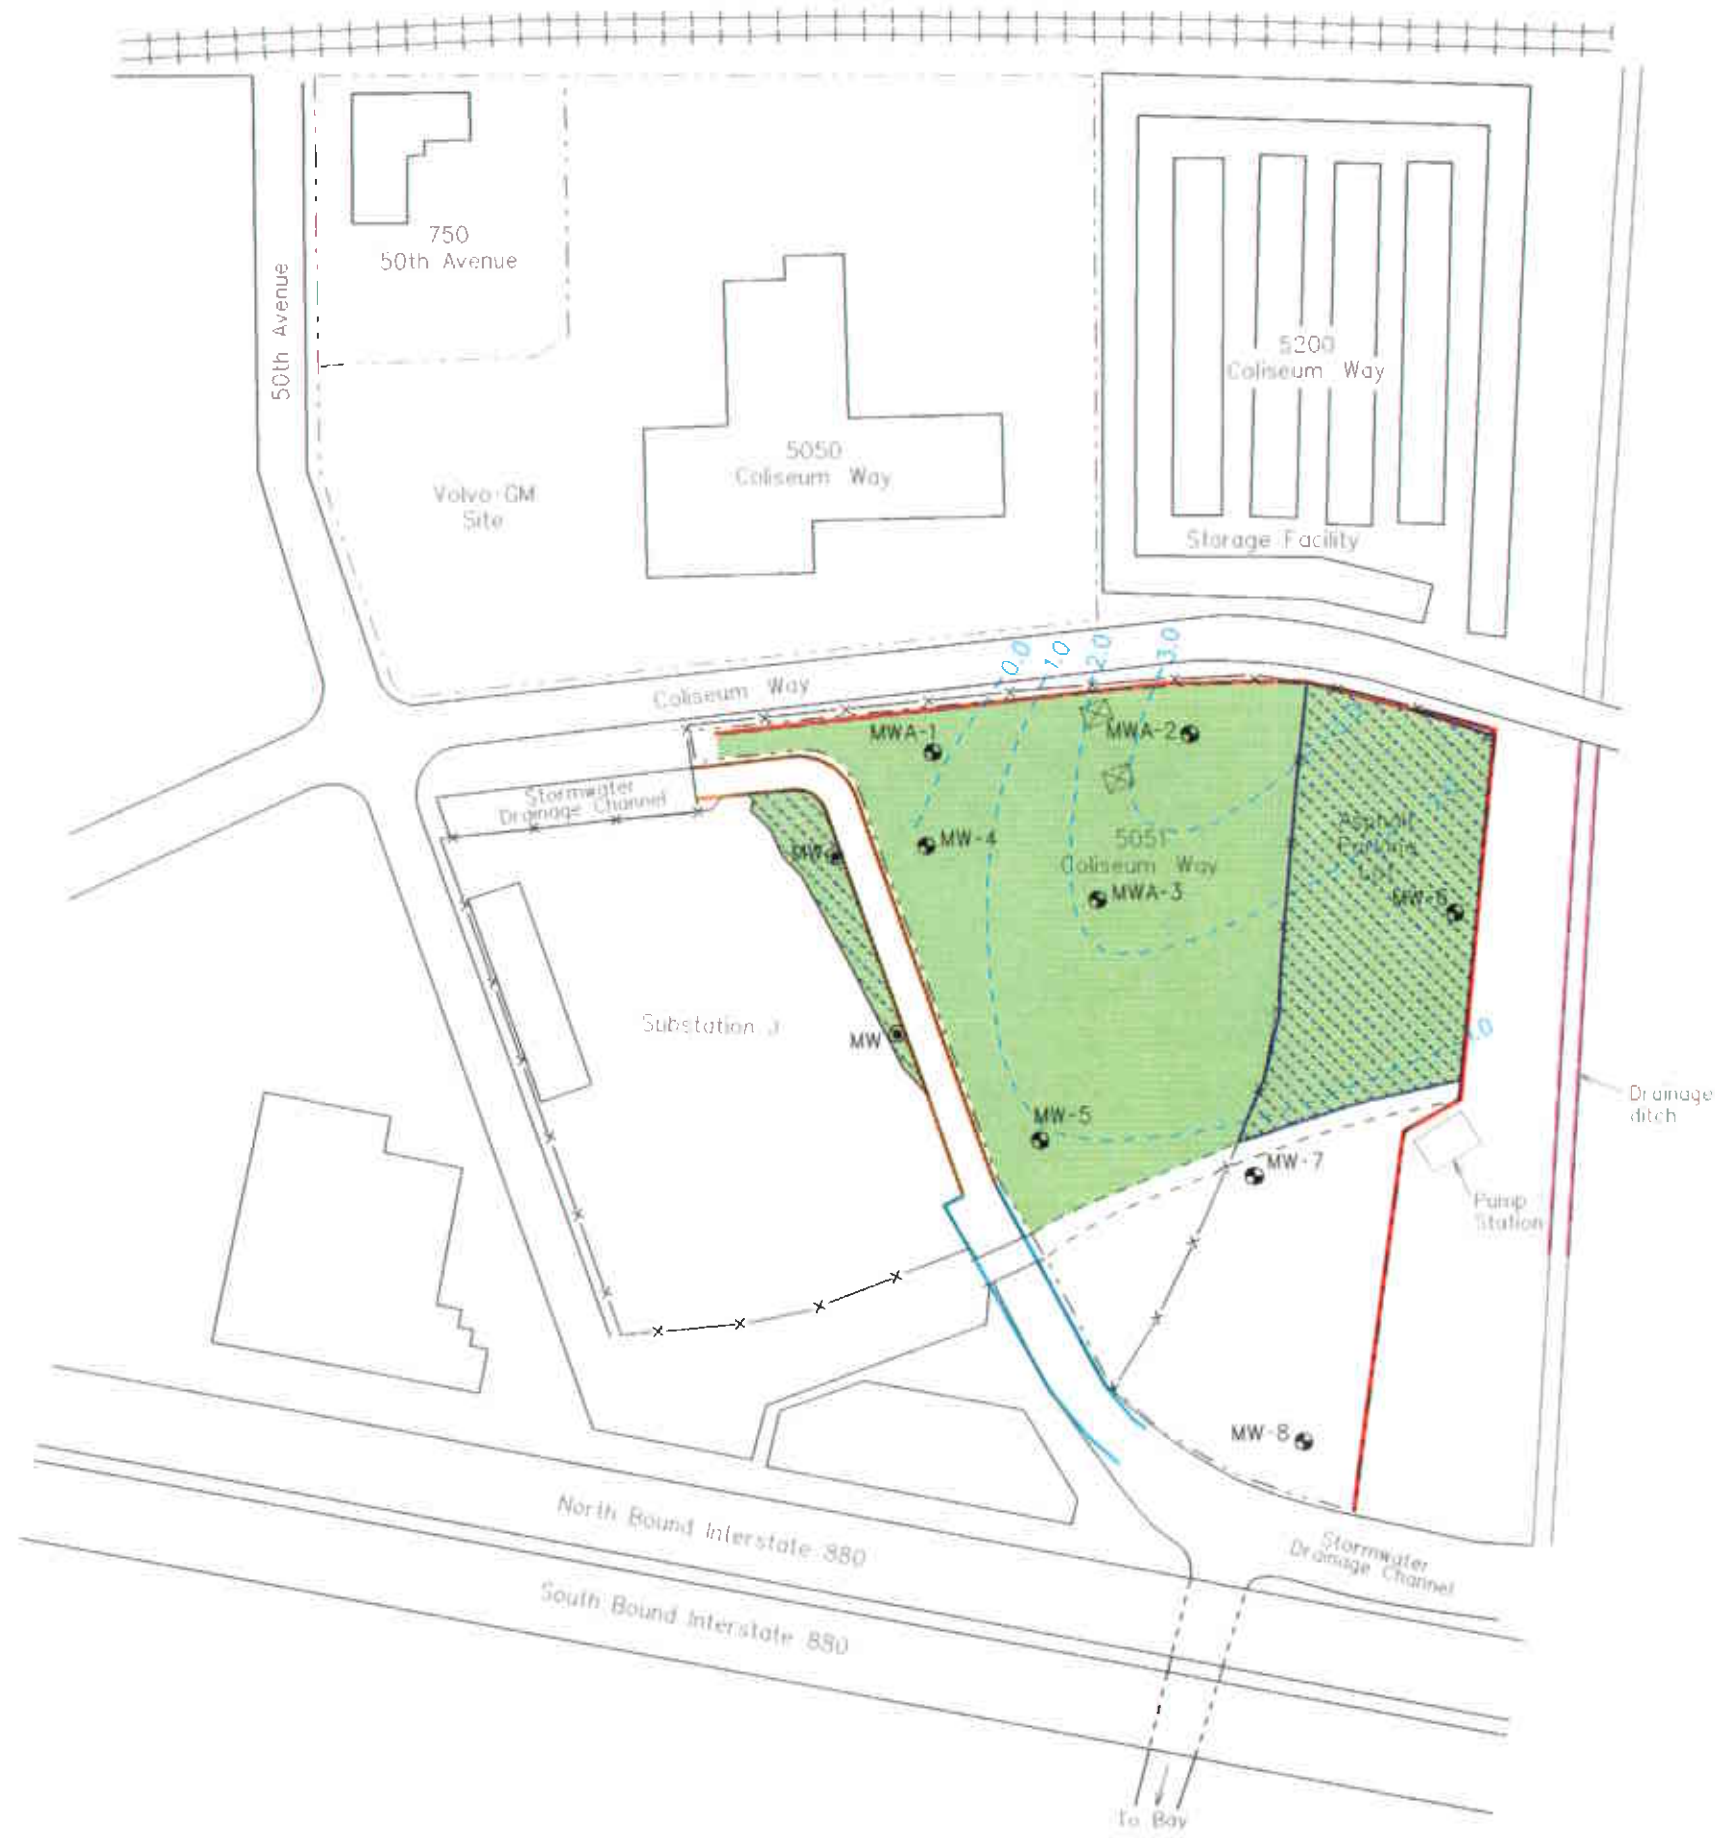 750
50th Avenue
50th Avenue
5200
Coliseum Way
5050
Coliseum Way
Volvo-GM
Site
Storage Facility
0.0
1.0
2.0
3.0
Coliseum Way
MWA-1
MWA-2
Stormwater
Drainage Channel
MW-4
5051
Coliseum Way
Asphalt
Parking
Lot
MWA-3
MW-6
Substation J
MW
1.0
Drainage
ditch
MW-5
MW-7
Pump
Station
MW-8
North Bound Interstate 880
Stormwater
Drainage Channel
South Bound Interstate 880
To Bay